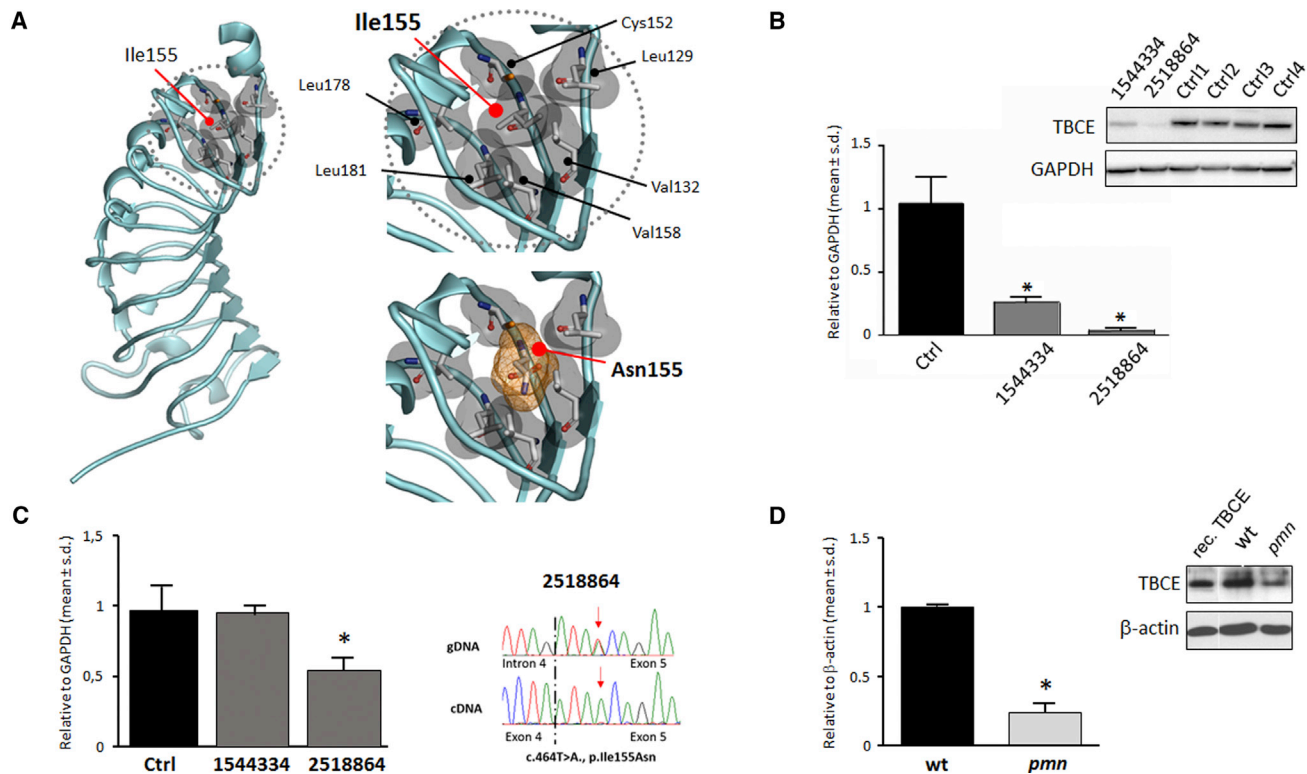 A
Ile155
Ile155
Cys152
Leu129
Leu178
Leu181
Val132
Val158
Asn155
B
Relative to GAPDH (mean ± s.d.)
1.5
1
0.5
0
Ctrl
1544334
*
2518864
*
1544334
2518864
Ctrl1
Ctrl2
Ctrl3
Ctrl4
TBCE
GAPDH
C
Relative to GAPDH (mean ± s.d.)
1,5
1
0,5
0
*
Ctrl
1544334
2518864
2518864
gDNA
Intron 4
Exon 5
cDNA
Exon 4
Exon 5
c.464T>A., p.Ile155Asn
D
Relative to β-actin (mean ± s.d.)
1.5
1
0.5
0
*
wt
pmn
rec. TBCE
wt
pmn
TBCE
β-actin